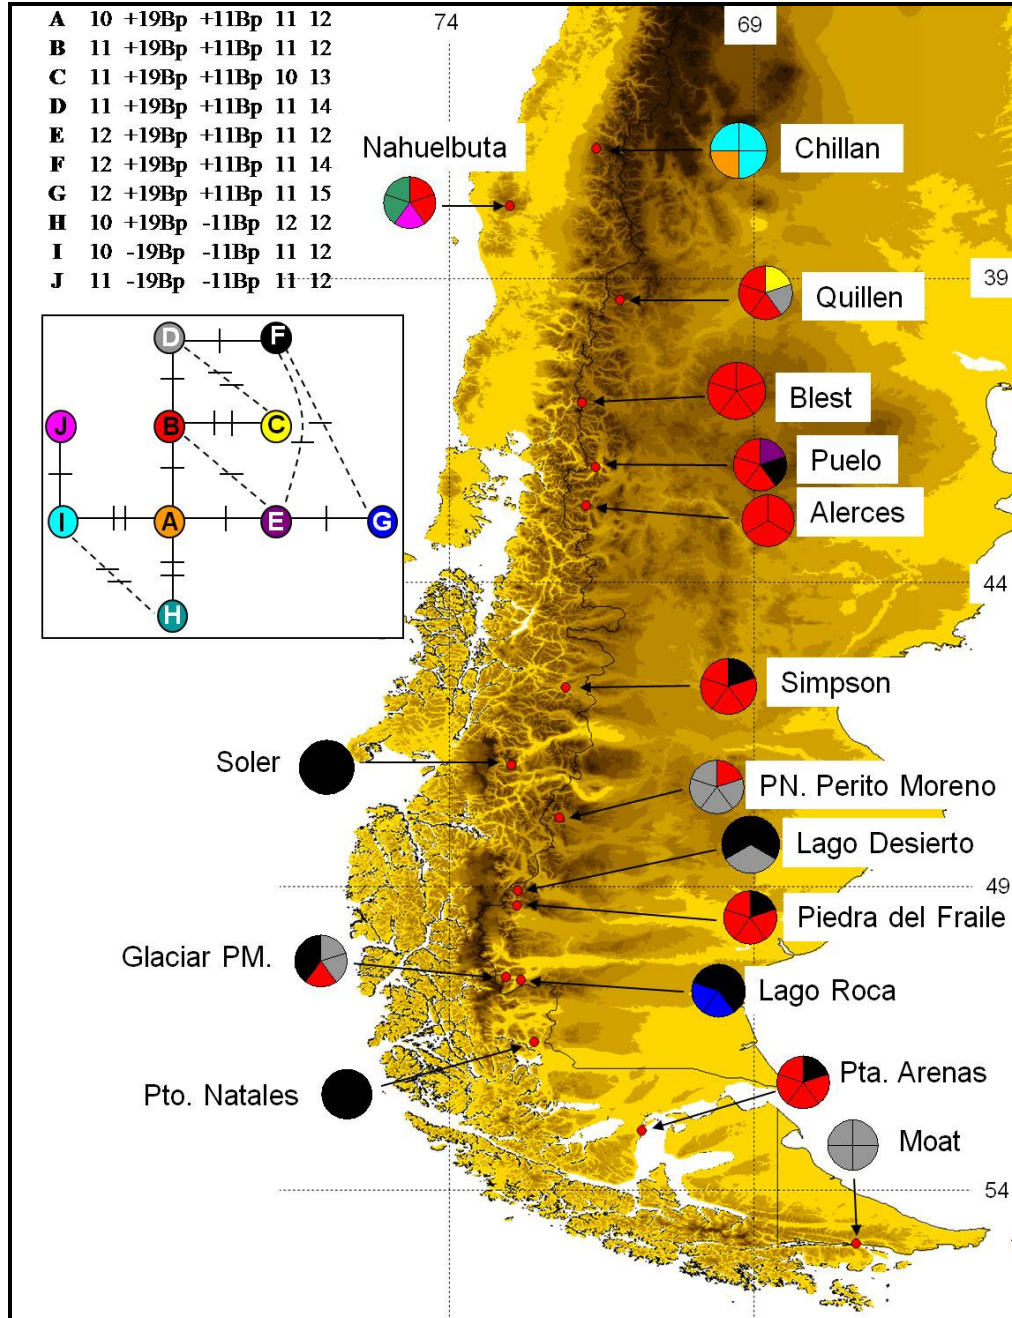 A 10 +19Bp +11Bp 11 12
B 11 +19Bp +11Bp 11 12
C 11 +19Bp +11Bp 10 13
D 11 +19Bp +11Bp 11 14
E 12 +19Bp +11Bp 11 12
F 12 +19Bp +11Bp 11 14
G 12 +19Bp +11Bp 11 15
H 10 +19Bp -11Bp 12 12
I 10 -19Bp -11Bp 11 12
J 11 -19Bp -11Bp 11 12
74
69
Nahuelbuta
Chillan
39
Quillen
D F
J B C
I A E G
H
Blest
Puelo
Alerces
44
Simpson
Soler
PN. Perito Moreno
Lago Desierto
49
Piedra del Fraile
Glaciar PM.
Lago Roca
Pto. Natales
Pta. Arenas
Moat
54